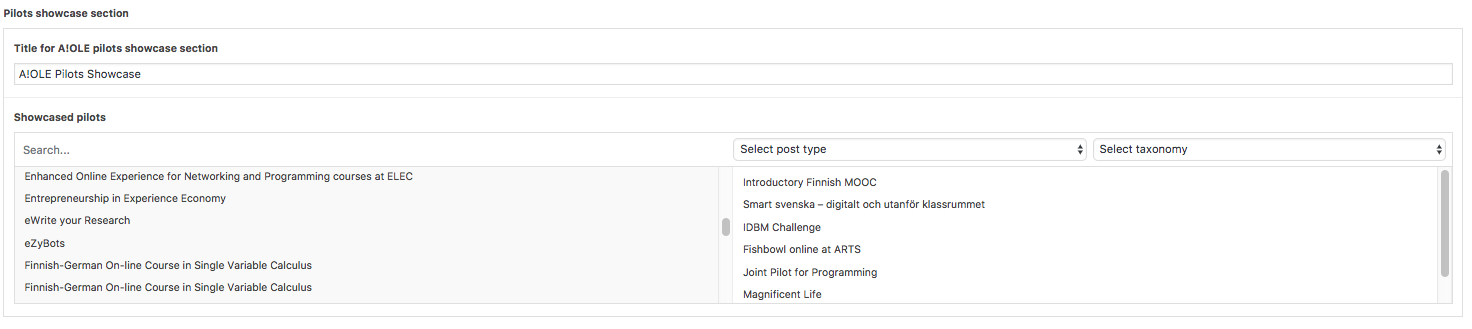 Pilots showcase section
Title for A!OLE pilots showcase section
A!OLE Pilots Showcase
Showcased pilots
Search...
Select post type
Select taxonomy
Enhanced Online Experience for Networking and Programming courses at ELEC
Entrepreneurship in Experience Economy
eWrite your Research
eZyBots
Finnish-German On-line Course in Single Variable Calculus
Finnish-German On-line Course in Single Variable Calculus
Introductory Finnish MOOC
Smart svenska – digitalt och utanför klassrummet
IDBM Challenge
Fishbowl online at ARTS
Joint Pilot for Programming
Magnificent Life